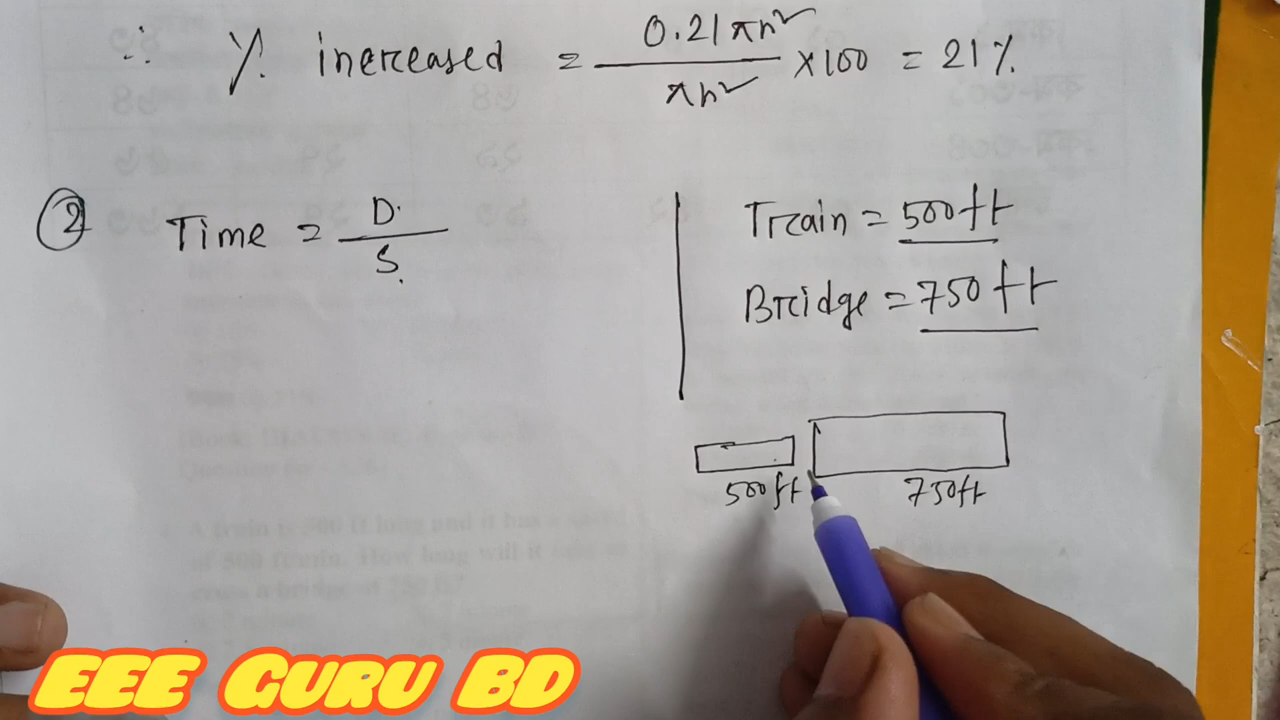 ∴ % increased = 0.21πr² / πr² × 100 = 21%
② Time = D. / S.
Train = 500 ft
Bridge = 750 ft
500ft 750ft
EEE GURU BD